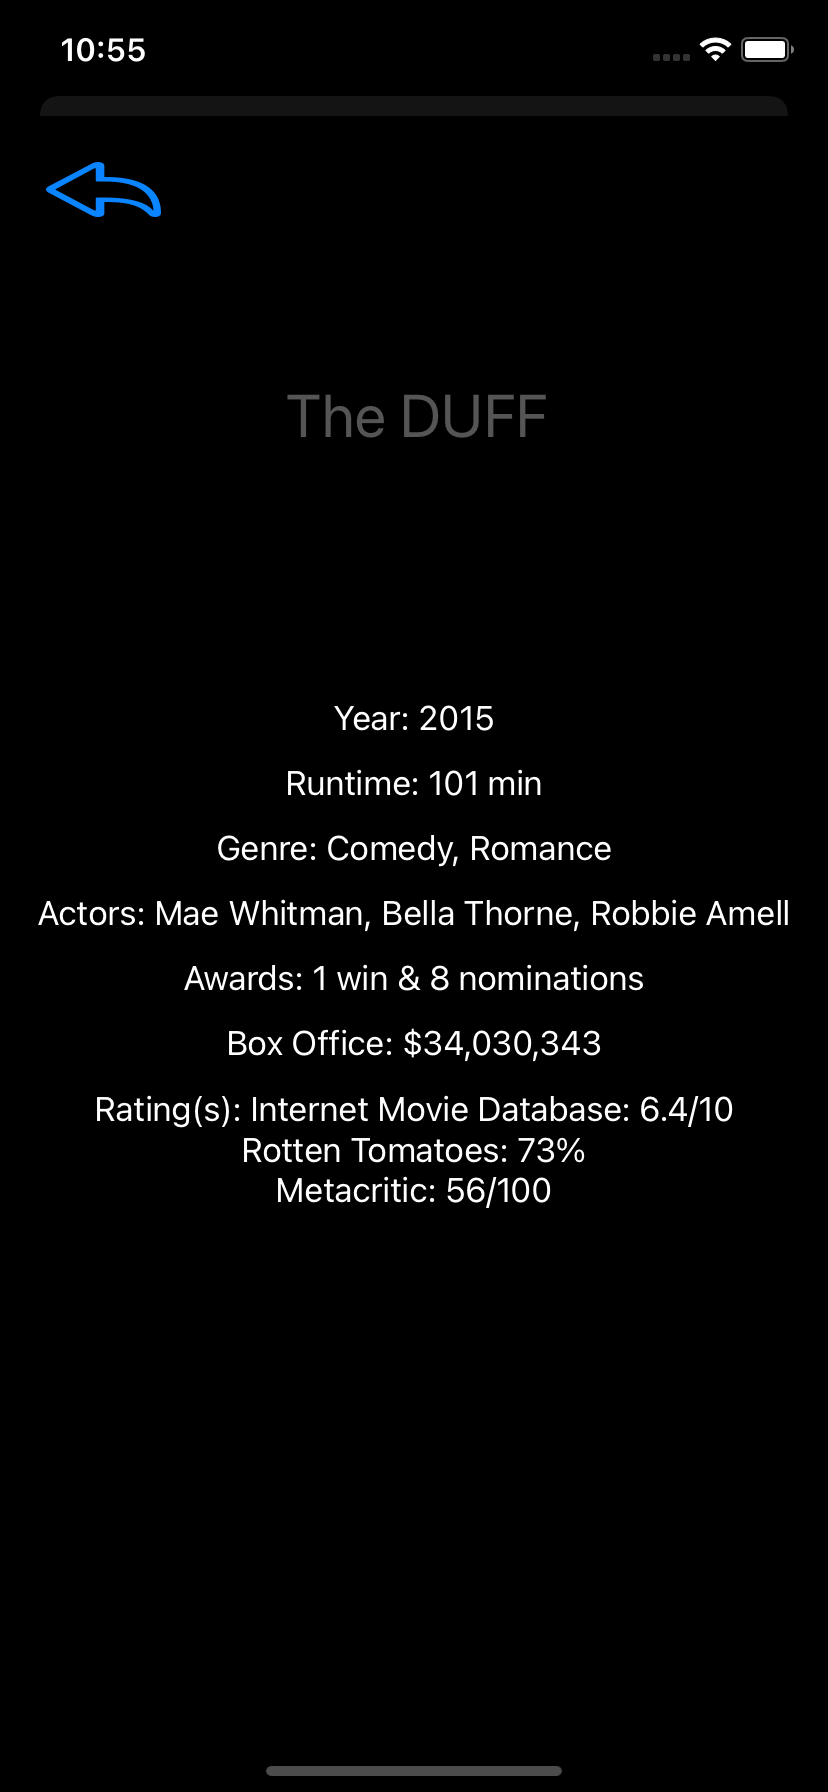 10:55
The DUFF
Year: 2015
Runtime: 101 min
Genre: Comedy, Romance
Actors: Mae Whitman, Bella Thorne, Robbie Amell
Awards: 1 win & 8 nominations
Box Office: $34,030,343
Rating(s): Internet Movie Database: 6.4/10
Rotten Tomatoes: 73%
Metacritic: 56/100